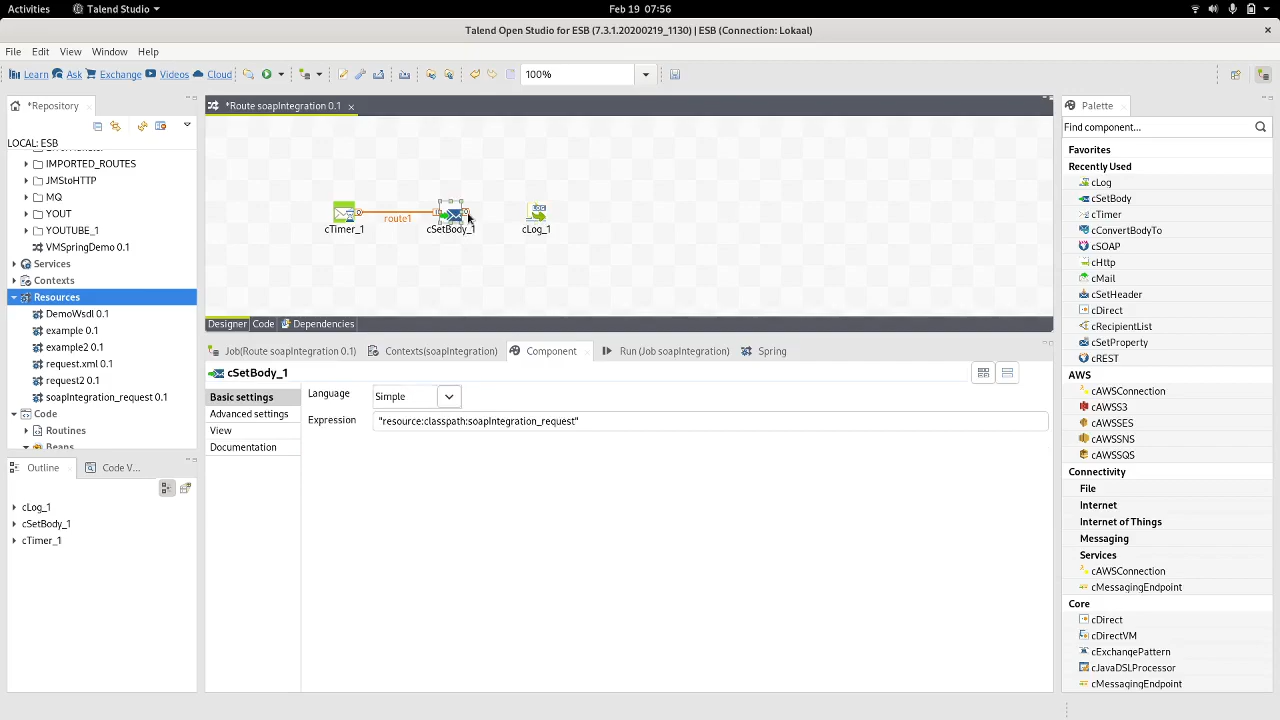 Activities Talend Studio Feb 19 07:56
Talend Open Studio for ESB (7.3.1.20200219_1130) | ESB (Connection: Lokaal)
File Edit View Window Help
Learn Ask Exchange Videos Cloud 100%
*Repository
LOCAL: ESB
IMPORTED_ROUTES
JMStoHTTP
MQ
YOUT
YOUTUBE_1
VMSpringDemo 0.1
Services
Contexts
Resources
DemoWsdl 0.1
example 0.1
example2 0.1
request.xml 0.1
request2 0.1
soapIntegration_request 0.1
Code
Routines
Beans
Outline Code V...
cLog_1
cSetBody_1
cTimer_1
*Route soapIntegration 0.1
route1
cTimer_1 cSetBody_1 cLog_1
Designer Code Dependencies
Job(Route soapIntegration 0.1) Contexts(soapIntegration) Component Run (Job soapIntegration) Spring
cSetBody_1
Basic settings
Advanced settings
View
Documentation
Language Simple
Expression "resource:classpath:soapIntegration_request"
Palette
Find component...
Favorites
Recently Used
cLog
cSetBody
cTimer
cConvertBodyTo
cSOAP
cHttp
cMail
cSetHeader
cDirect
cRecipientList
cSetProperty
cREST
AWS
cAWSConnection
cAWSS3
cAWSSES
cAWSSNS
cAWSSQS
Connectivity
File
Internet
Internet of Things
Messaging
Services
cAWSConnection
cMessagingEndpoint
Core
cDirect
cDirectVM
cExchangePattern
cJavaDSLProcessor
cMessagingEndpoint